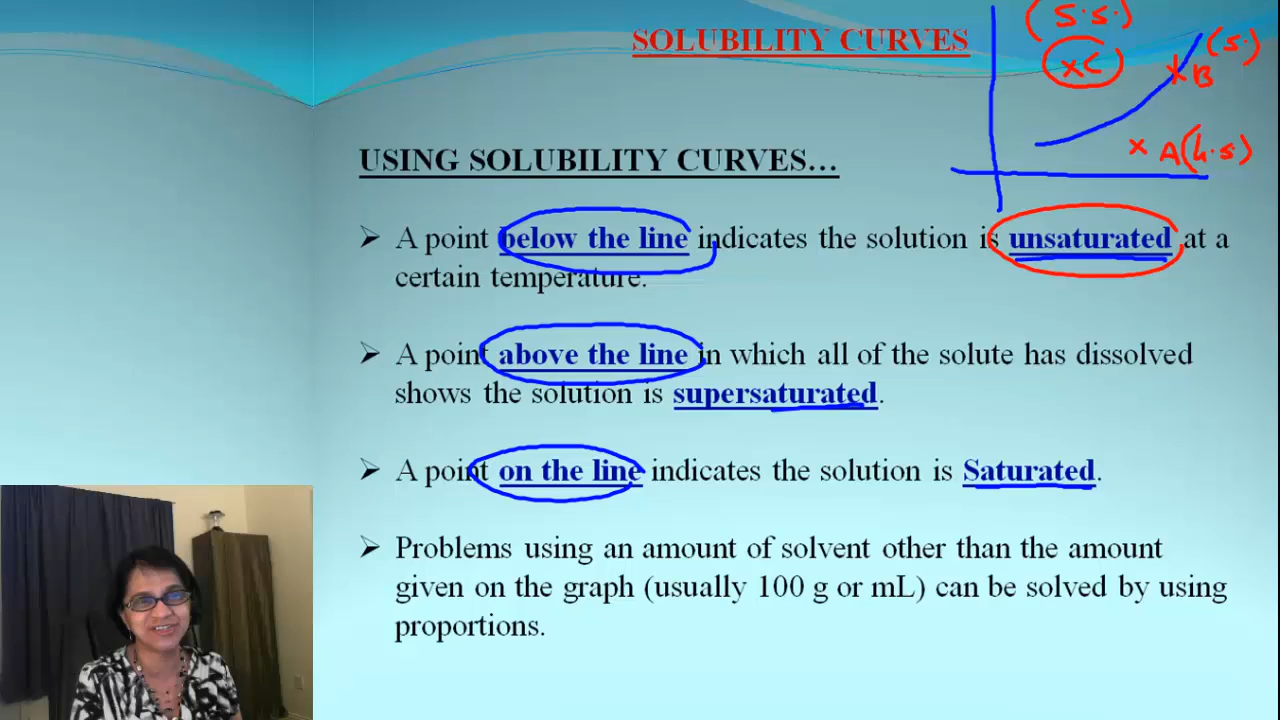 SOLUBILITY CURVES
(S.S.)
xC
x B (S.)
x A (u.s)
USING SOLUBILITY CURVES…
➢ A point below the line indicates the solution is unsaturated at a
certain temperature.
➢ A point above the line in which all of the solute has dissolved
shows the solution is supersaturated.
➢ A point on the line indicates the solution is Saturated.
➢ Problems using an amount of solvent other than the amount
given on the graph (usually 100 g or mL) can be solved by using
proportions.